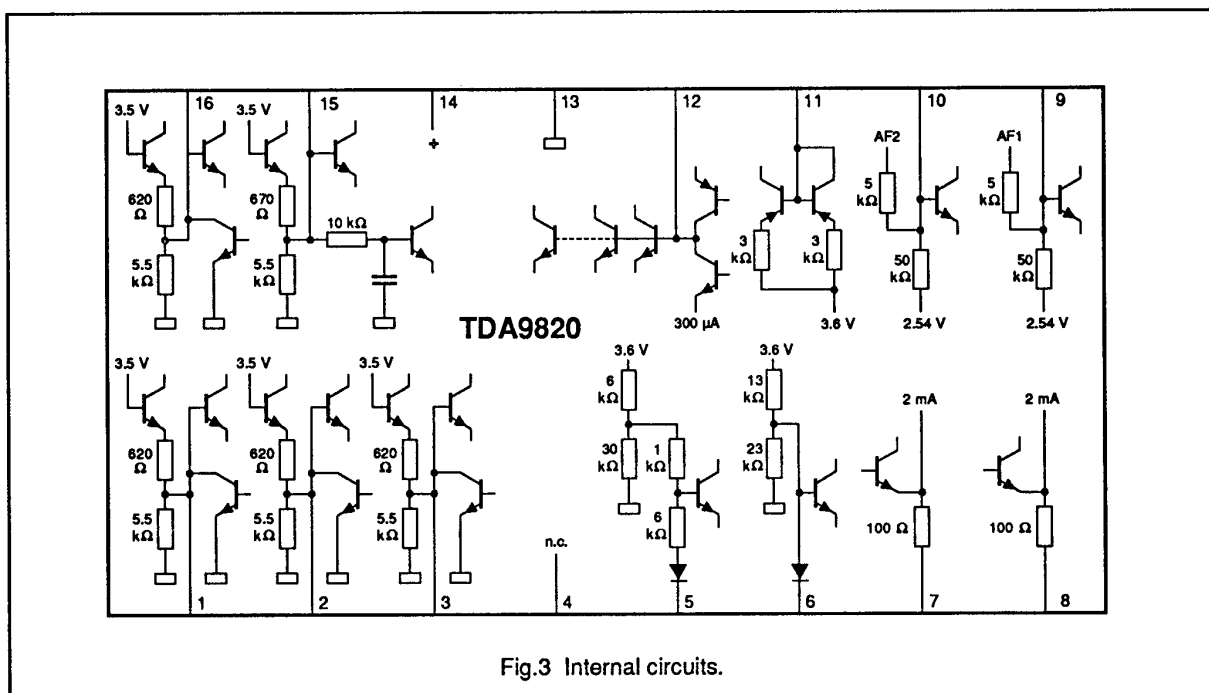 16 15 14 13 12 11 10 9
3.5 V 3.5 V
+
AF2 AF1
5 kΩ 5 kΩ
620 Ω 670 Ω
10 kΩ
3 kΩ 3 kΩ
5.5 kΩ 5.5 kΩ
50 kΩ 50 kΩ
TDA9820
300 µA 3.6 V 2.54 V 2.54 V
3.5 V 3.5 V 3.5 V
3.6 V 3.6 V
6 kΩ 13 kΩ
2 mA 2 mA
620 Ω 620 Ω 620 Ω
30 kΩ 1 kΩ 23 kΩ
5.5 kΩ 5.5 kΩ 5.5 kΩ
6 kΩ
100 Ω 100 Ω
n.c.
1 2 3 4 5 6 7 8
Fig.3 Internal circuits.